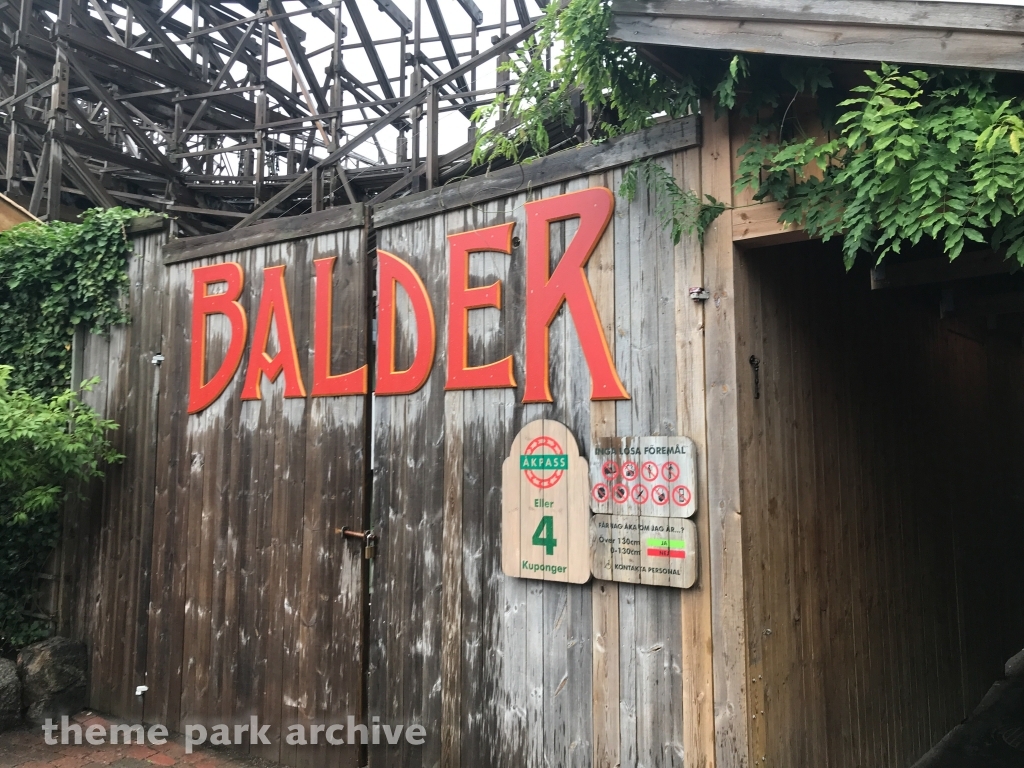 BALDER
ÅKPASS
Eller
4
Kuponger
INGA LÖSA FÖREMÅL
FÅR JAG ÅKA OM JAG ÄR...?
Över 130cm JA
0-130cm NEJ
KONTAKTA PERSONAL
theme park archive